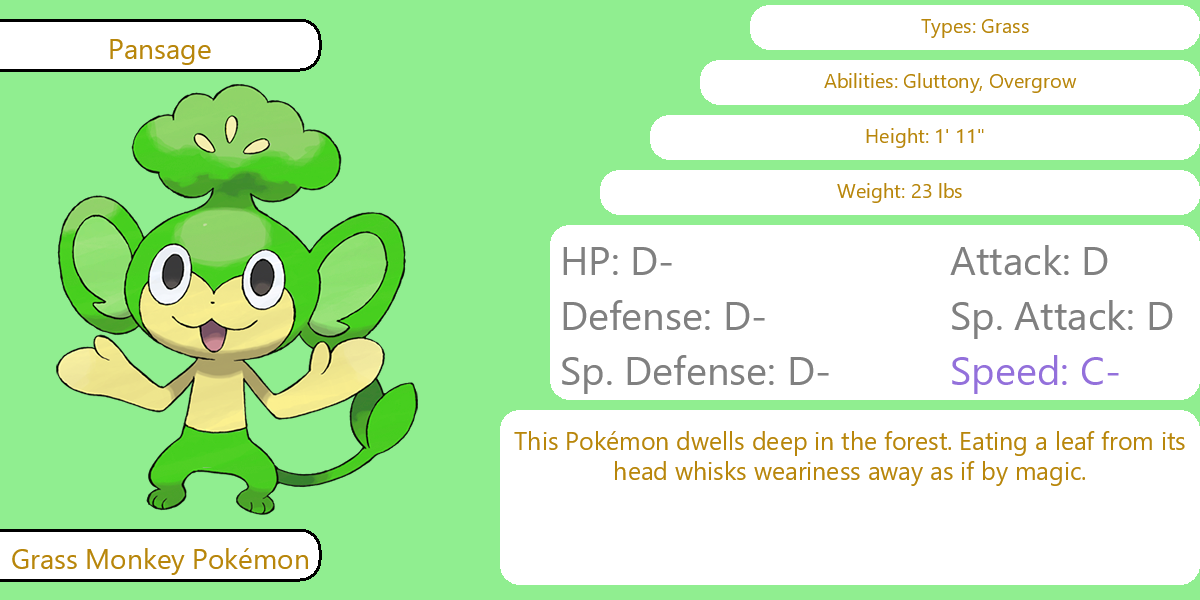 Pansage
Types: Grass
Abilities: Gluttony, Overgrow
Height: 1' 11"
Weight: 23 lbs
HP: D-
Attack: D
Defense: D-
Sp. Attack: D
Sp. Defense: D-
Speed: C-
This Pokémon dwells deep in the forest. Eating a leaf from its
head whisks weariness away as if by magic.
Grass Monkey Pokémon